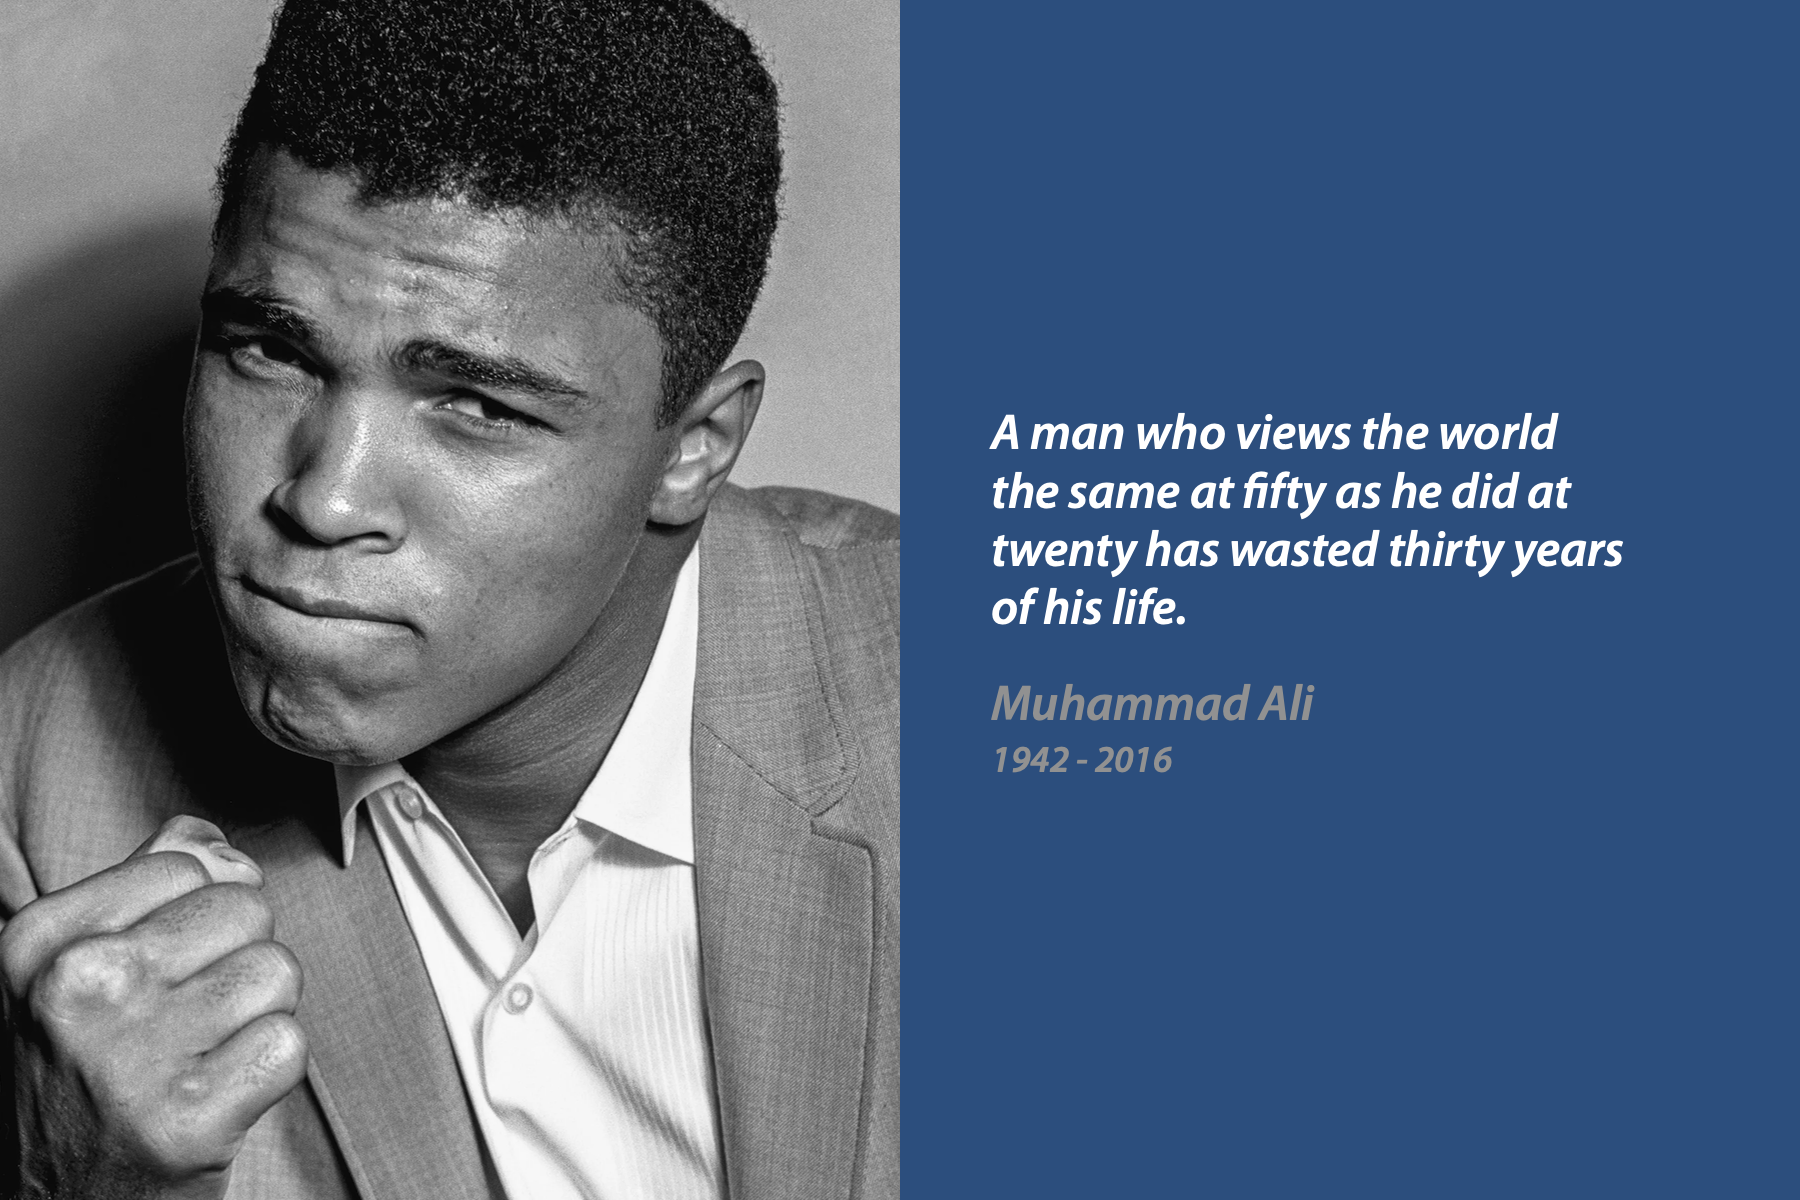 A man who views the world
the same at fifty as he did at
twenty has wasted thirty years
of his life.
Muhammad Ali
1942 - 2016